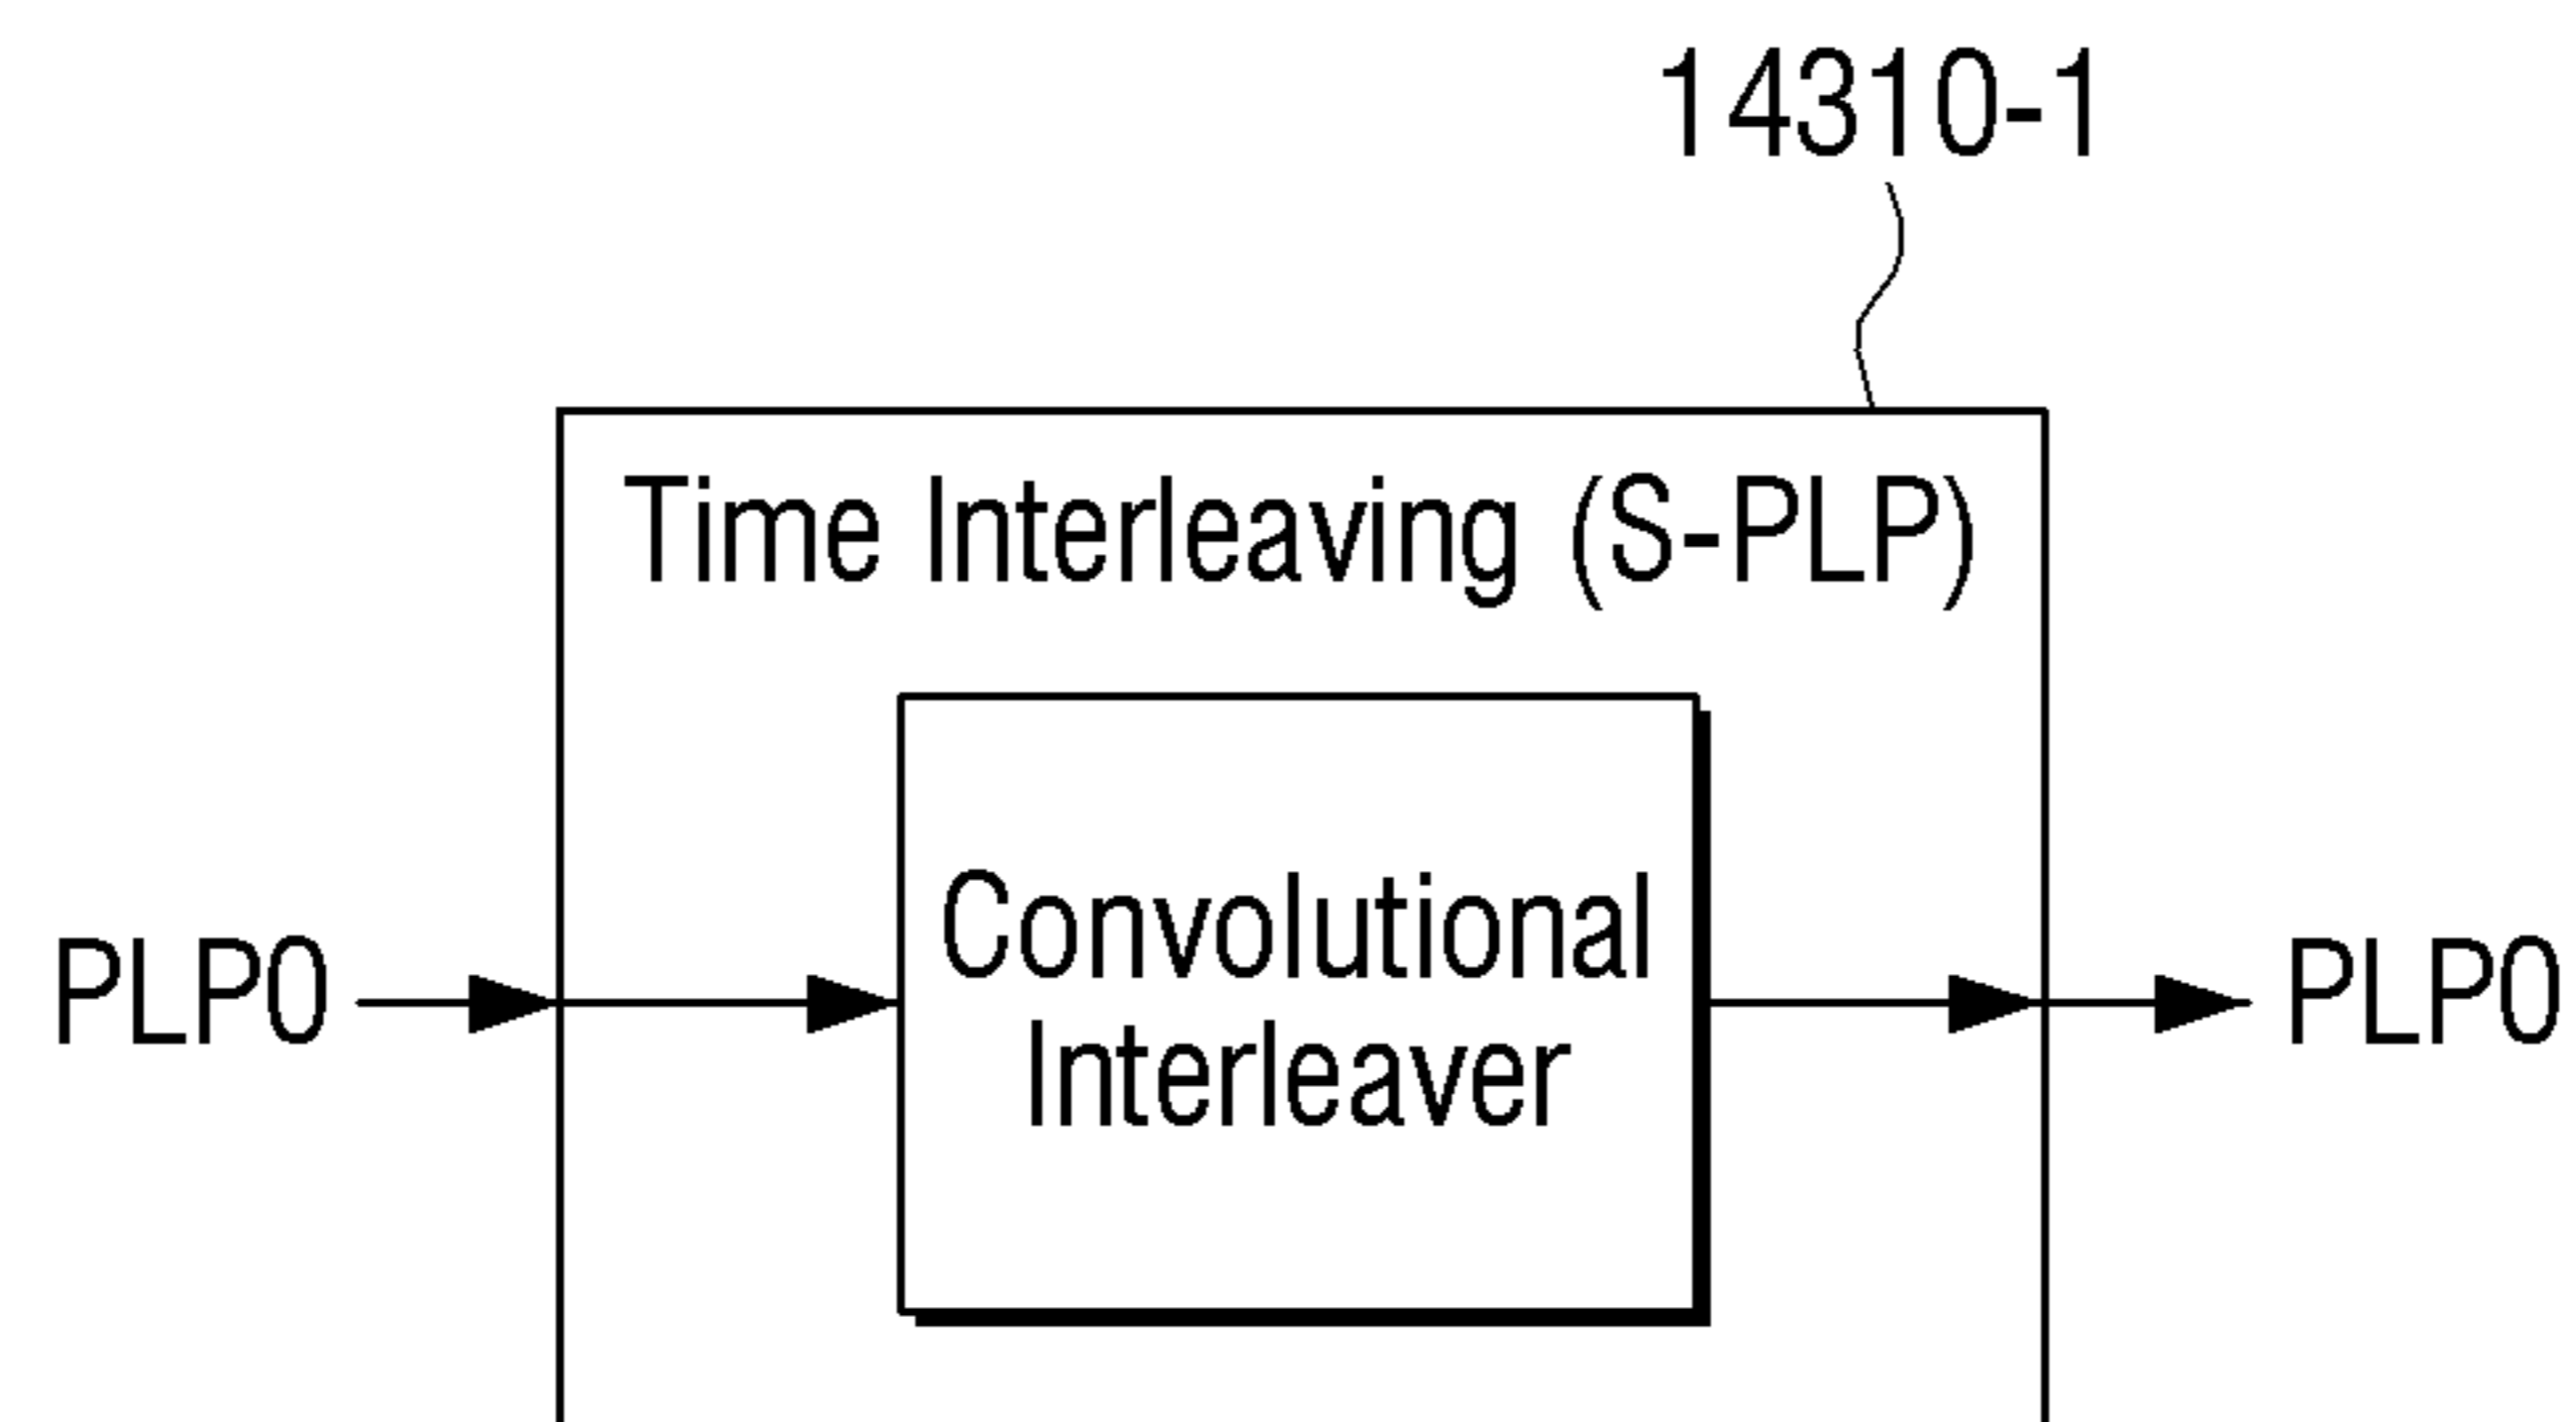 14310-1
Time Interleaving (S-PLP)
Convolutional
Interleaver
PLP0
PLP0